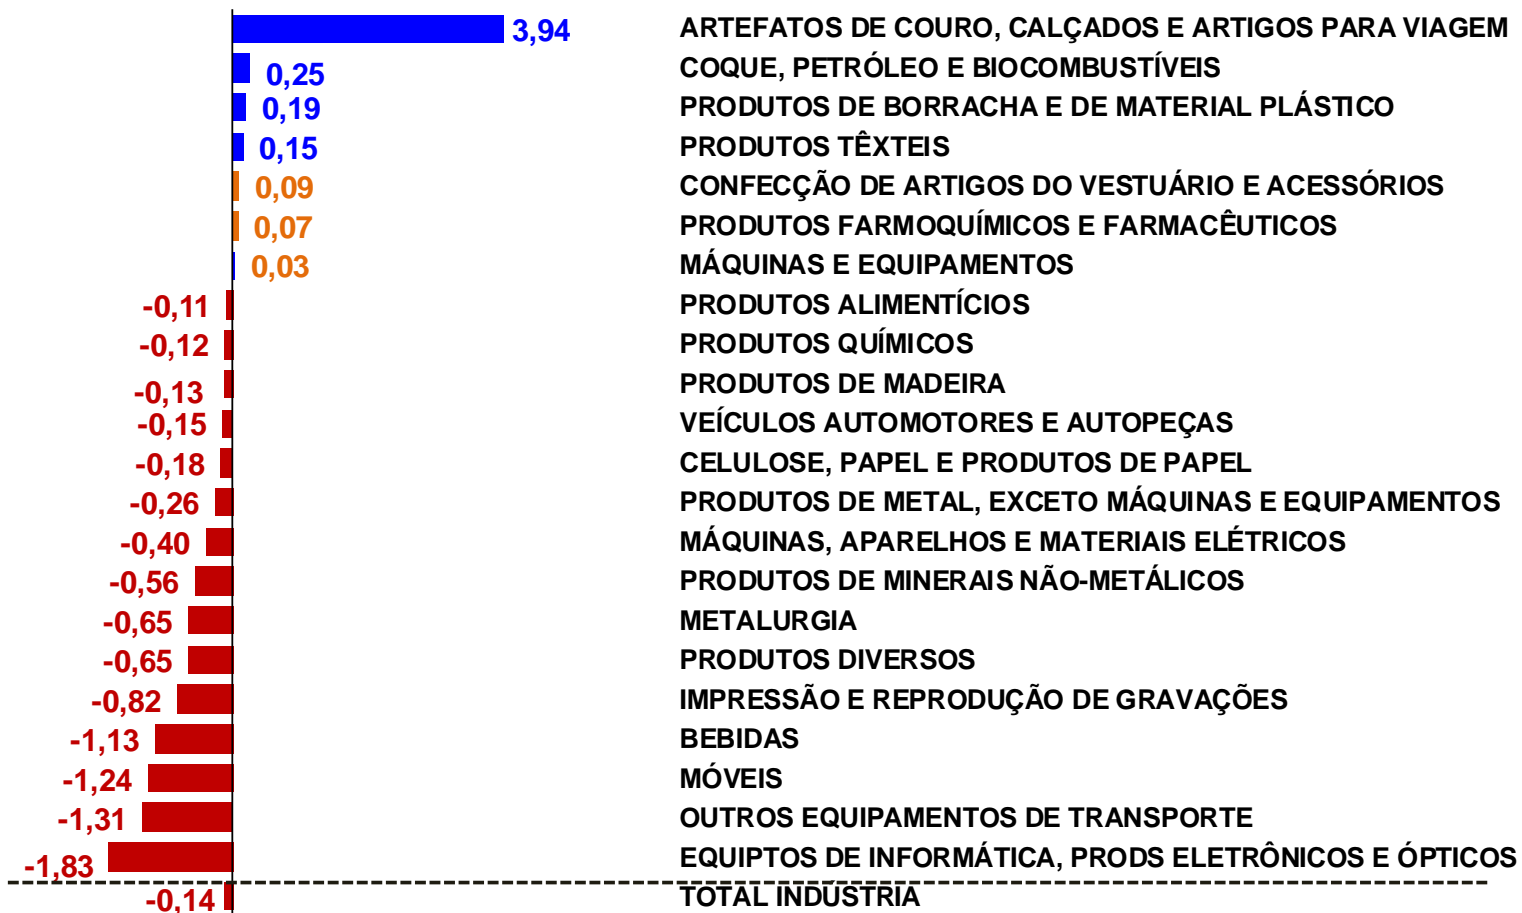 3,94 ARTEFATOS DE COURO, CALÇADOS E ARTIGOS PARA VIAGEM
0,25 COQUE, PETRÓLEO E BIOCOMBUSTÍVEIS
0,19 PRODUTOS DE BORRACHA E DE MATERIAL PLÁSTICO
0,15 PRODUTOS TÊXTEIS
0,09 CONFECÇÃO DE ARTIGOS DO VESTUÁRIO E ACESSÓRIOS
0,07 PRODUTOS FARMOQUÍMICOS E FARMACÊUTICOS
0,03 MÁQUINAS E EQUIPAMENTOS
-0,11 PRODUTOS ALIMENTÍCIOS
-0,12 PRODUTOS QUÍMICOS
-0,13 PRODUTOS DE MADEIRA
-0,15 VEÍCULOS AUTOMOTORES E AUTOPEÇAS
-0,18 CELULOSE, PAPEL E PRODUTOS DE PAPEL
-0,26 PRODUTOS DE METAL, EXCETO MÁQUINAS E EQUIPAMENTOS
-0,40 MÁQUINAS, APARELHOS E MATERIAIS ELÉTRICOS
-0,56 PRODUTOS DE MINERAIS NÃO-METÁLICOS
-0,65 METALURGIA
-0,65 PRODUTOS DIVERSOS
-0,82 IMPRESSÃO E REPRODUÇÃO DE GRAVAÇÕES
-1,13 BEBIDAS
-1,24 MÓVEIS
-1,31 OUTROS EQUIPAMENTOS DE TRANSPORTE
-1,83 EQUIPTOS DE INFORMÁTICA, PRODS ELETRÔNICOS E ÓPTICOS
-0,14 TOTAL INDÚSTRIA